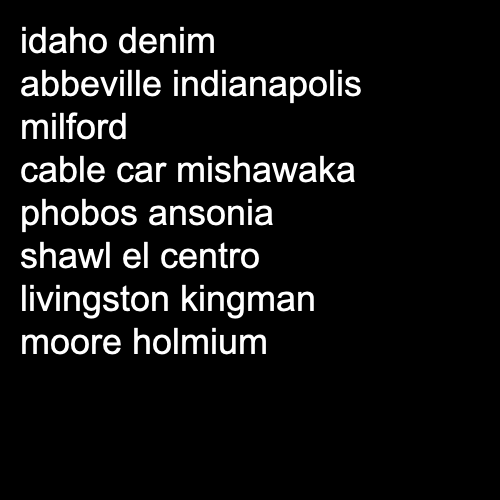 idaho denim
abbeville indianapolis
milford
cable car mishawaka
phobos ansonia
shawl el centro
livingston kingman
moore holmium